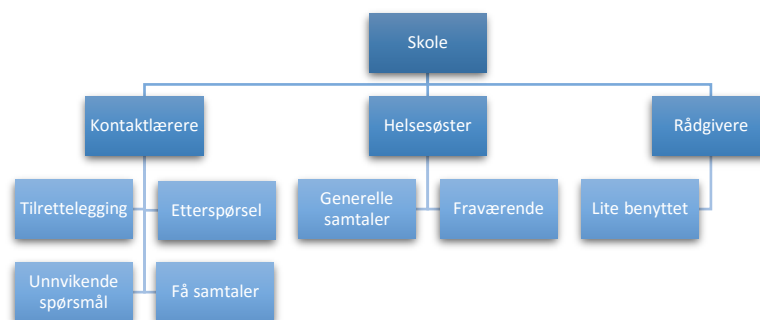 Skole
Kontaktlærere
Helsesøster
Rådgivere
Tilrettelegging
Etterspørsel
Generelle
samtaler
Fraværende
Lite benyttet
Unnvikende
spørsmål
Få samtaler